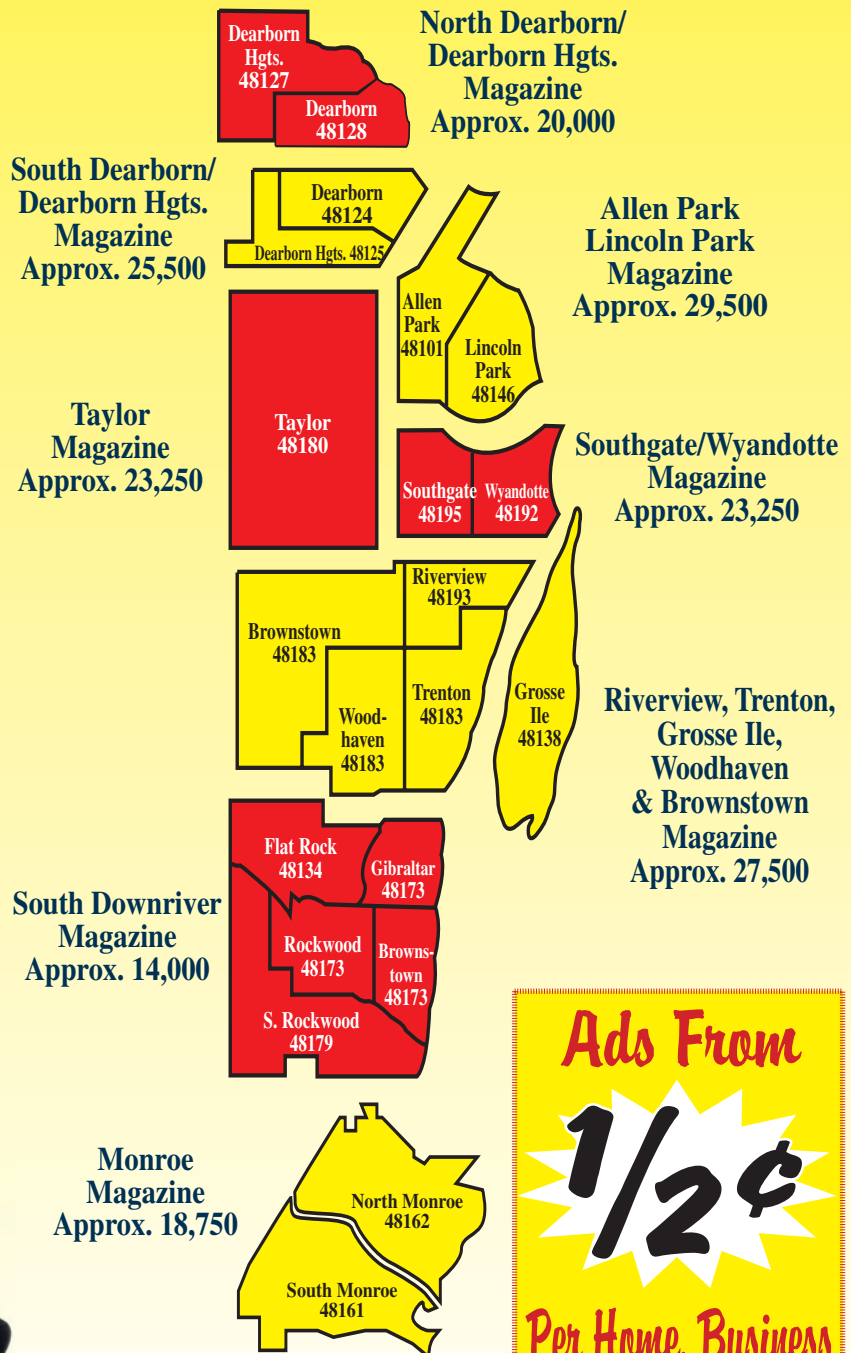 Dearborn
Hgts.
48127
Dearborn
48128
North Dearborn/
Dearborn Hgts.
Magazine
Approx. 20,000
South Dearborn/
Dearborn Hgts.
Magazine
Approx. 25,500
Dearborn
48124
Dearborn Hgts. 48125
Allen
Park
48101
Lincoln
Park
48146
Allen Park
Lincoln Park
Magazine
Approx. 29,500
Taylor
Magazine
Approx. 23,250
Taylor
48180
Southgate
48195
Wyandotte
48192
Southgate/Wyandotte
Magazine
Approx. 23,250
Riverview
48193
Brownstown
48183
Wood-
haven
48183
Trenton
48183
Grosse
Ile
48138
Riverview, Trenton,
Grosse Ile,
Woodhaven
& Brownstown
Magazine
Approx. 27,500
South Downriver
Magazine
Approx. 14,000
Flat Rock
48134
Gibraltar
48173
Rockwood
48173
Browns-
town
48173
S. Rockwood
48179
Monroe
Magazine
Approx. 18,750
North Monroe
48162
South Monroe
48161
Ads From
1/2¢
Per Home, Business